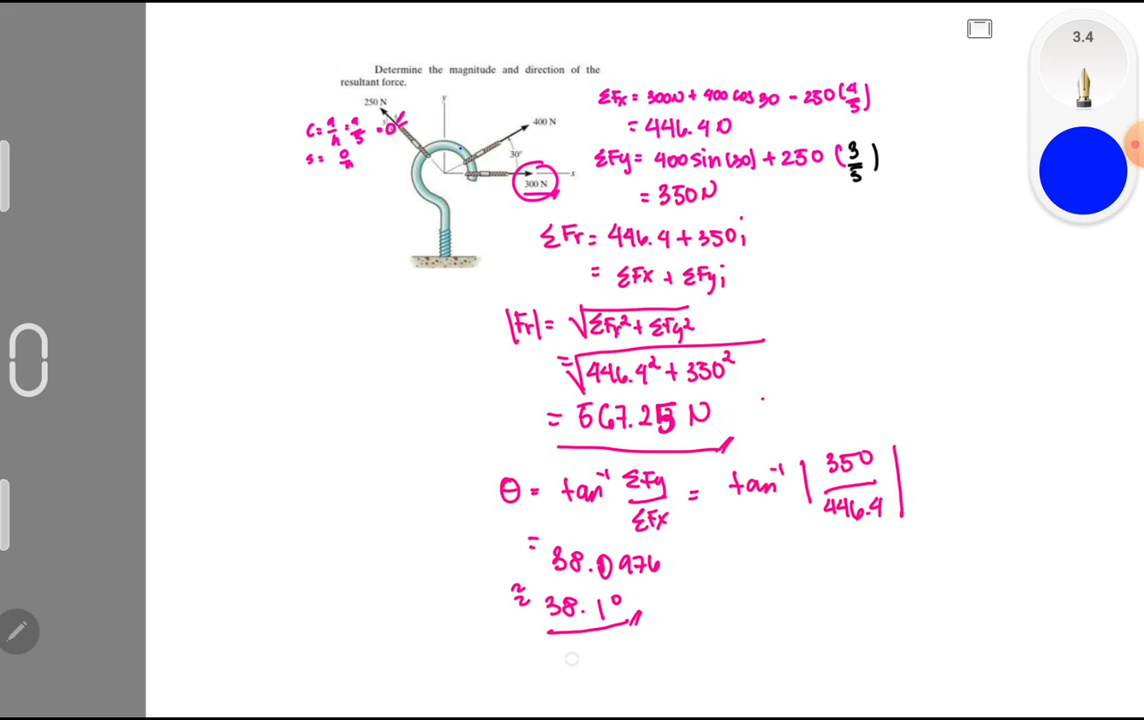 3.4
Determine the magnitude and direction of the
resultant force.
250 N
y
400 N
30°
x
300 N
C = a/h = 4/5
s = o/h
ΣFx = 300N + 400 cos 30 - 250 (4/5)
= 446.40
ΣFy = 400 sin(30) + 250 (3/5)
= 350N
ΣFr = 446.4 + 350j
= ΣFx + ΣFyj
|Fr| = √ΣFx² + ΣFy²
= √446.4² + 350²
= 567.25 N
θ = tan⁻¹ ΣFy/ΣFx = tan⁻¹ |350/446.4|
= 38.0976
≈ 38.1°